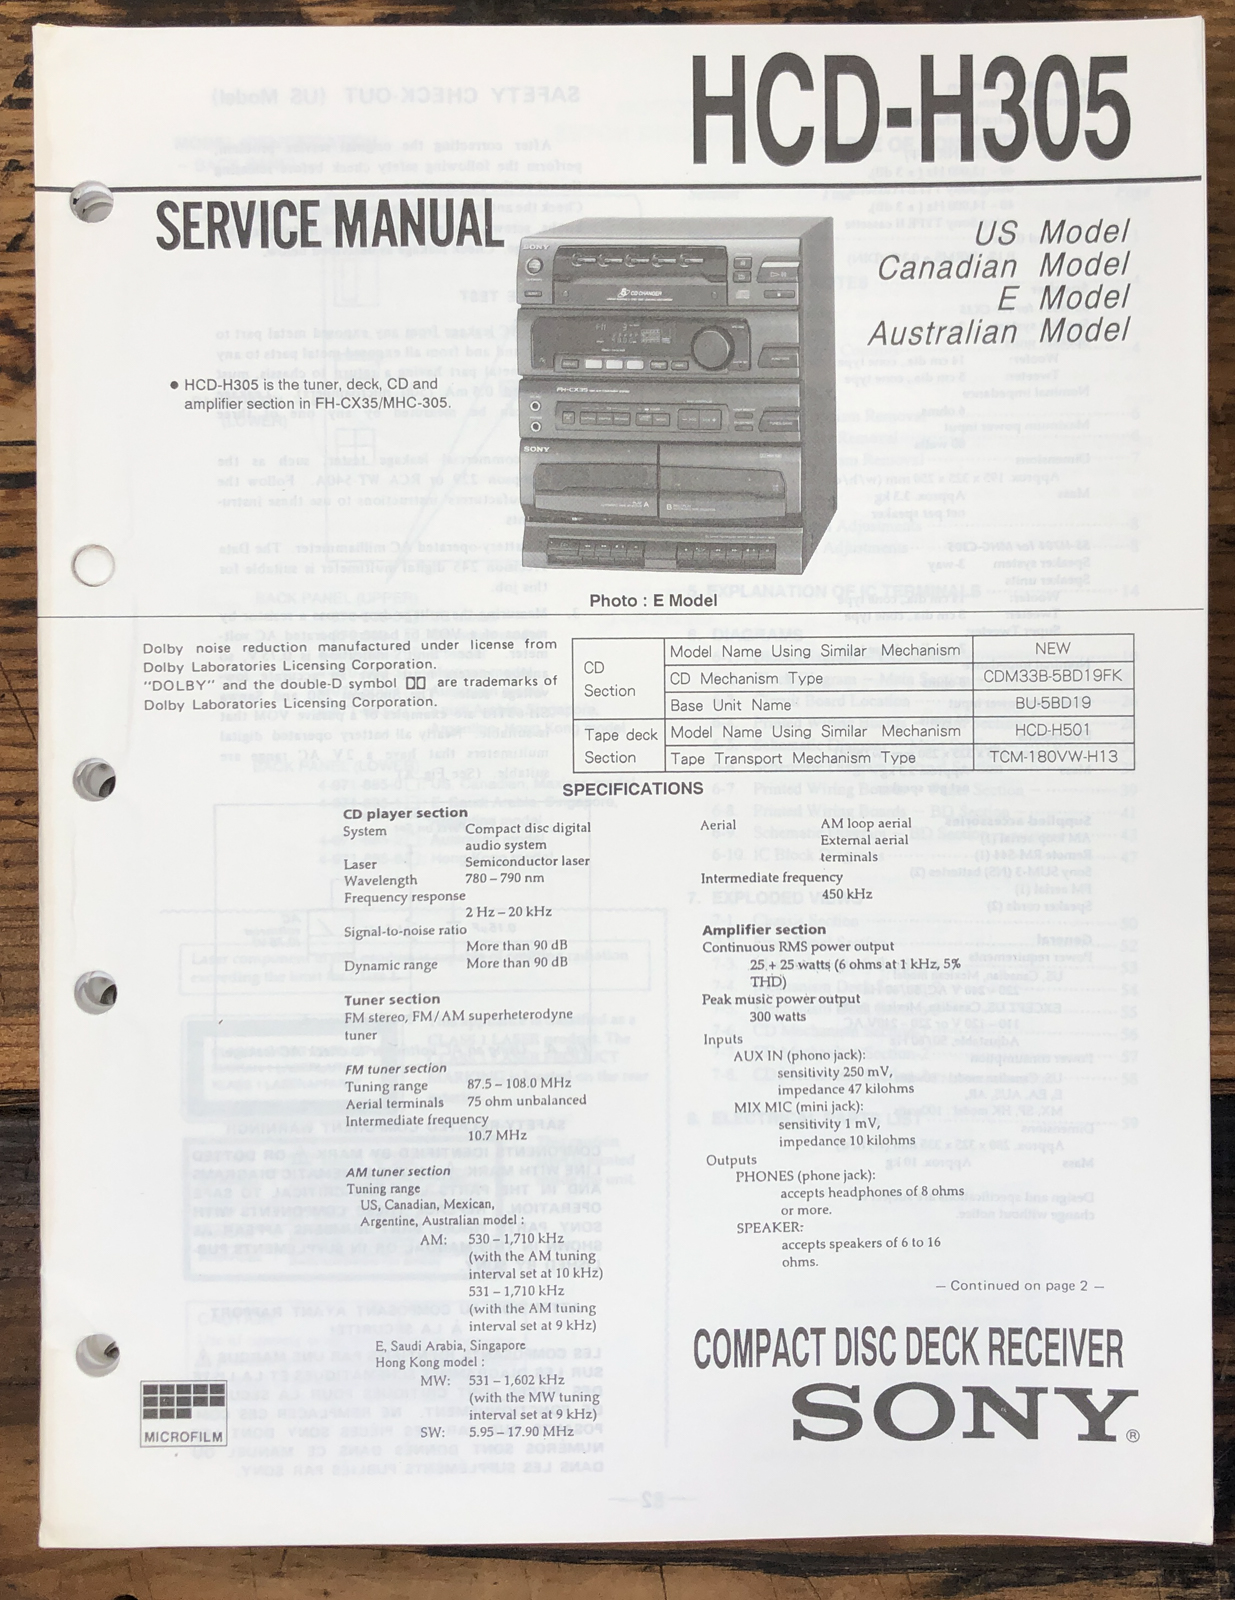 HCD-H305
SERVICE MANUAL
US Model
Canadian Model
E Model
Australian Model
● HCD-H305 is the tuner, deck, CD and
amplifier section in FH-CX35/MHC-305.
SONY
CD CHANGER
FH-CX35
SONY
A
B
Photo : E Model
Dolby noise reduction manufactured under license from
Dolby Laboratories Licensing Corporation.
"DOLBY" and the double-D symbol are trademarks of
Dolby Laboratories Licensing Corporation.
CD Section
Model Name Using Similar Mechanism NEW
CD Mechanism Type CDM33B-5BD19FK
Base Unit Name BU-5BD19
Tape deck Section
Model Name Using Similar Mechanism HCD-H501
Tape Transport Mechanism Type TCM-180VW-H13
SPECIFICATIONS
CD player section
System Compact disc digital
audio system
Laser Semiconductor laser
Wavelength 780 – 790 nm
Frequency response
2 Hz – 20 kHz
Signal-to-noise ratio
More than 90 dB
Dynamic range More than 90 dB
Tuner section
FM stereo, FM/AM superheterodyne
tuner
FM tuner section
Tuning range 87.5 – 108.0 MHz
Aerial terminals 75 ohm unbalanced
Intermediate frequency
10.7 MHz
AM tuner section
Tuning range
US, Canadian, Mexican,
Argentine, Australian model :
AM: 530 – 1,710 kHz
(with the AM tuning
interval set at 10 kHz)
531 – 1,710 kHz
(with the AM tuning
interval set at 9 kHz)
E, Saudi Arabia, Singapore
Hong Kong model :
MW: 531 – 1,602 kHz
(with the MW tuning
interval set at 9 kHz)
SW: 5.95 – 17.90 MHz
Aerial AM loop aerial
External aerial
terminals
Intermediate frequency
450 kHz
Amplifier section
Continuous RMS power output
25 + 25 watts (6 ohms at 1 kHz, 5%
THD)
Peak music power output
300 watts
Inputs
AUX IN (phono jack):
sensitivity 250 mV,
impedance 47 kilohms
MIX MIC (mini jack):
sensitivity 1 mV,
impedance 10 kilohms
Outputs
PHONES (phone jack):
accepts headphones of 8 ohms
or more.
SPEAKER:
accepts speakers of 6 to 16
ohms.
— Continued on page 2 —
MICROFILM
COMPACT DISC DECK RECEIVER
SONY®